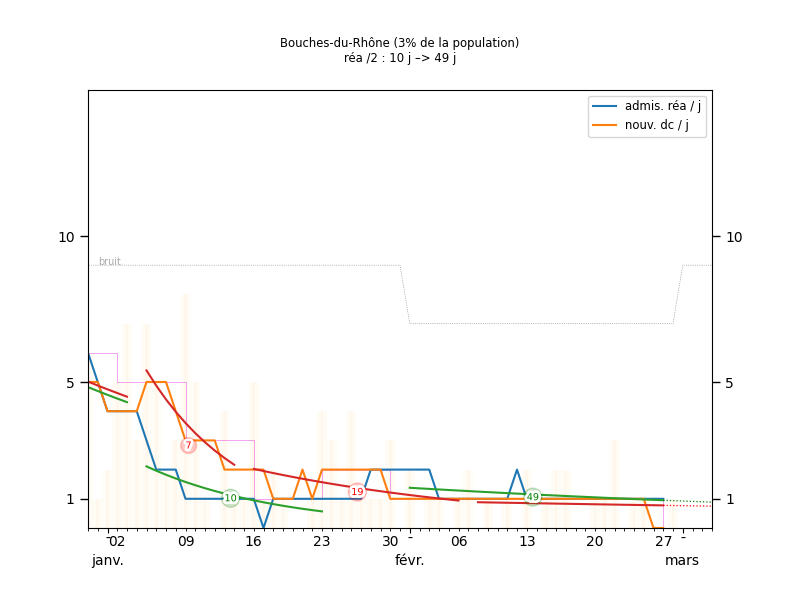 Bouches-du-Rhône (3% de la population)
réa /2 : 10 j –> 49 j
admis. réa / j
nouv. dc / j
10
10
bruit
5
5
7
19
10
49
1
1
02
09
16
23
30
06
13
20
27
janv.
févr.
mars